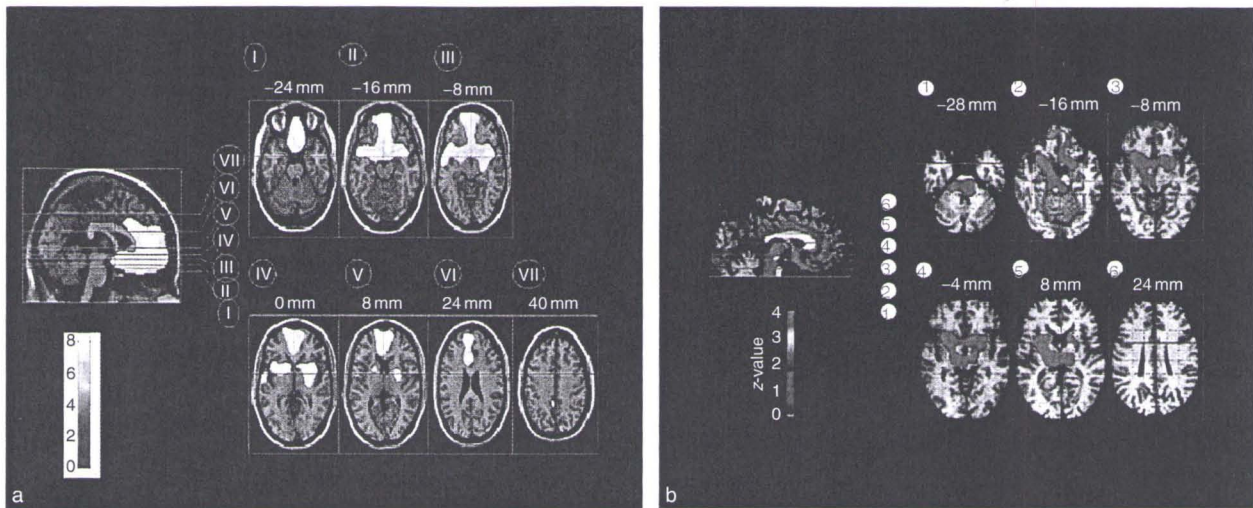 I II III
−24 mm −16 mm −8 mm
VII
VI
V
IV
III
II
I
IV V VI VII
0 mm 8 mm 24 mm 40 mm
8
6
4
2
0
a
1 2 3
−28 mm −16 mm −8 mm
6
5
4
3
2
1
4 5 6
−4 mm 8 mm 24 mm
z-value
4
3
2
1
0
b